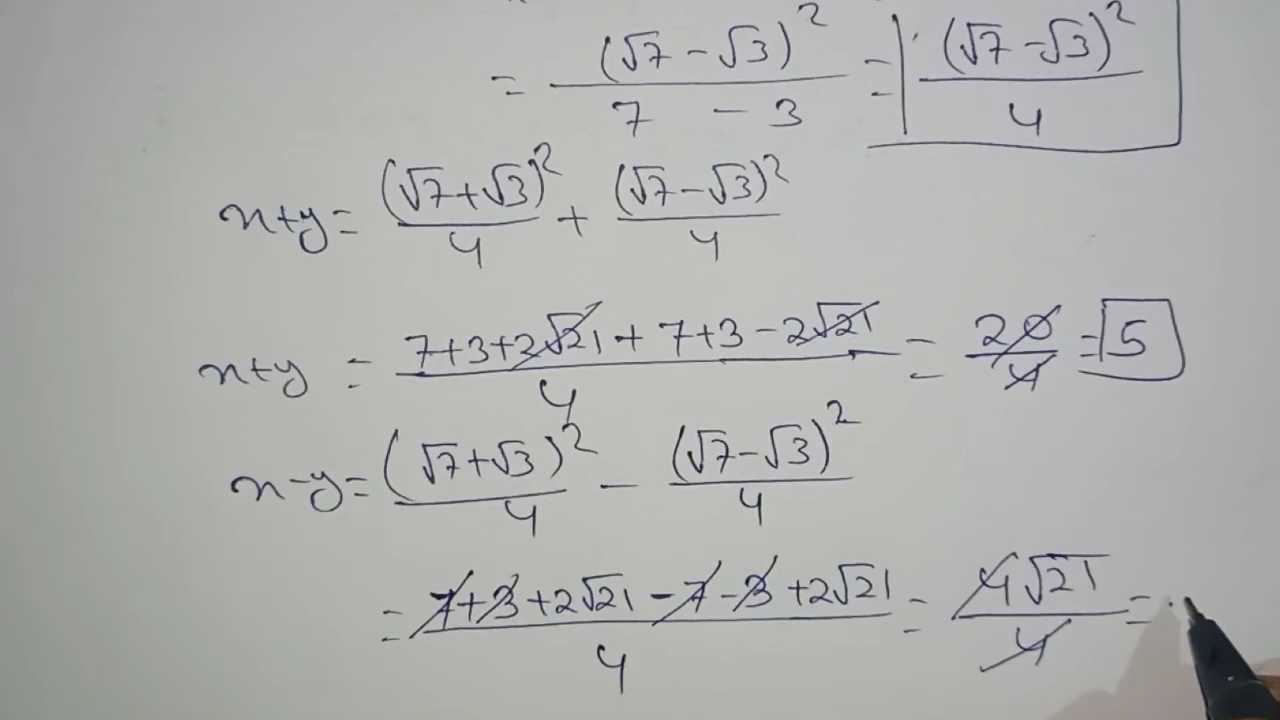 = (√7 - √3)² / 7 - 3 = (√7 - √3)² / 4
x+y = (√7+√3)² / 4 + (√7-√3)² / 4
x+y = 7+3+2√21 + 7+3-2√21 / 4 = 20 / 4 = 5
x-y = (√7+√3)² / 4 - (√7-√3)² / 4
= 7+3+2√21 -7-3+2√21 / 4 = 4√21 / 4 =